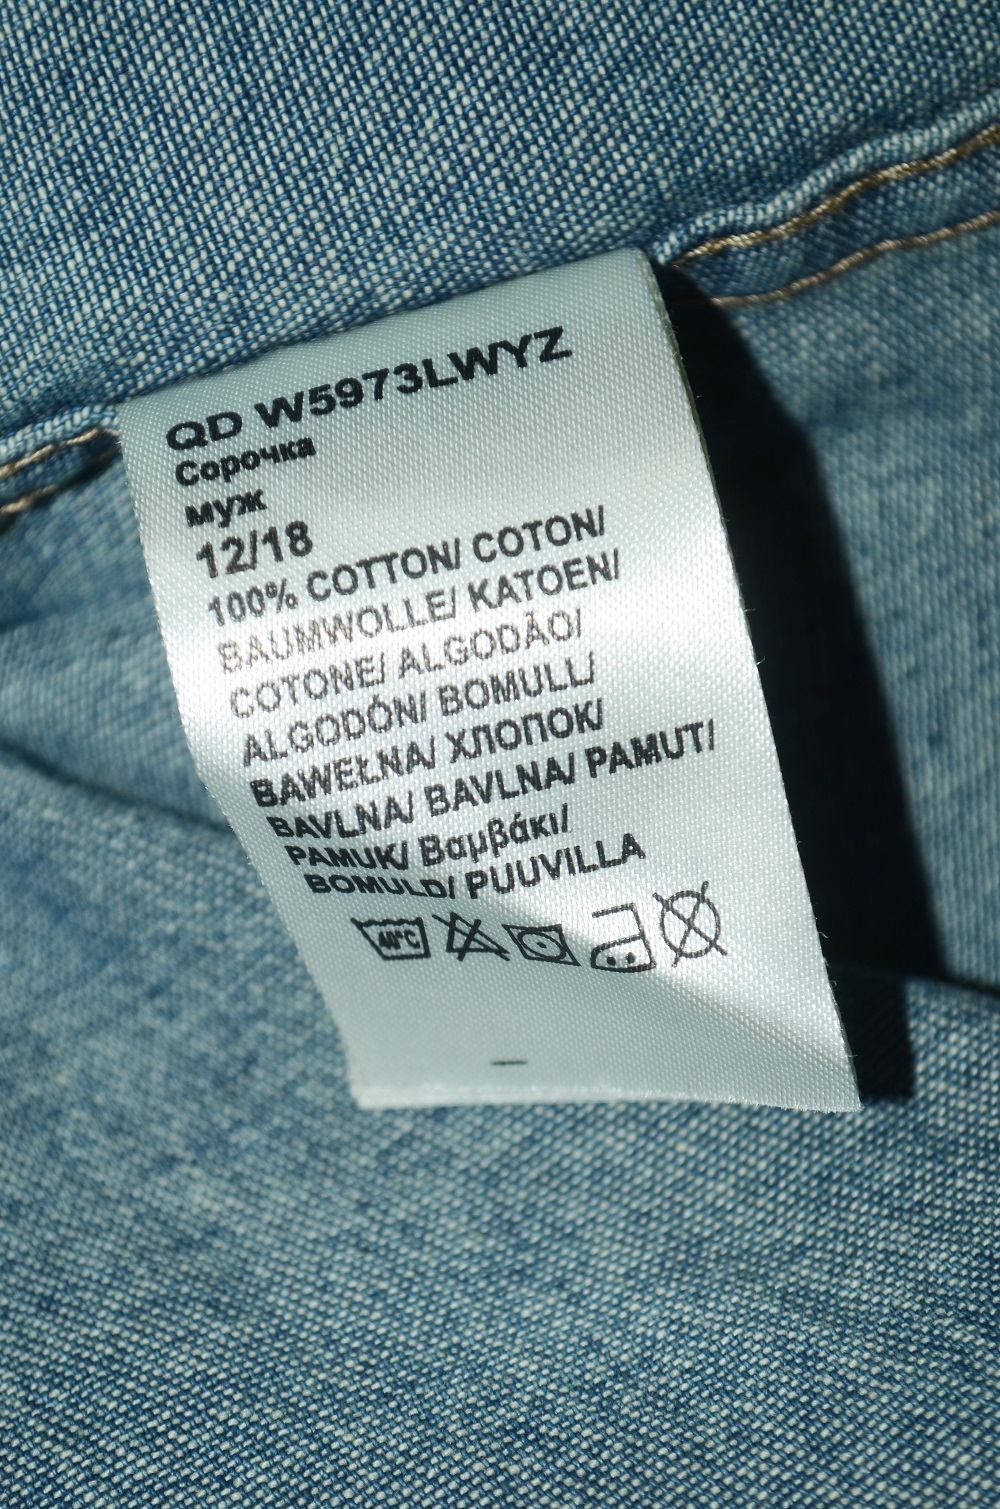 QD W5973LWYZ
Сорочка
муж
12/18
100% COTTON/ COTON/
BAUMWOLLE/ KATOEN/
COTONE/ ALGODÃO/
ALGODÓN/ BOMULL/
BAWEŁNA/ ХЛОПОК/
BAVLNA/ BAVLNA/ PAMUT/
PAMUK/ Βαμβάκι/
BOMULD/ PUUVILLA
40°C